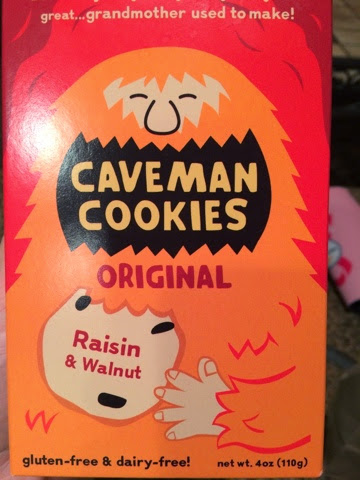 great...grandmother used to make!
CAVEMAN
COOKIES
ORIGINAL
Raisin
& Walnut
gluten-free & dairy-free!
net wt. 4oz (110g)